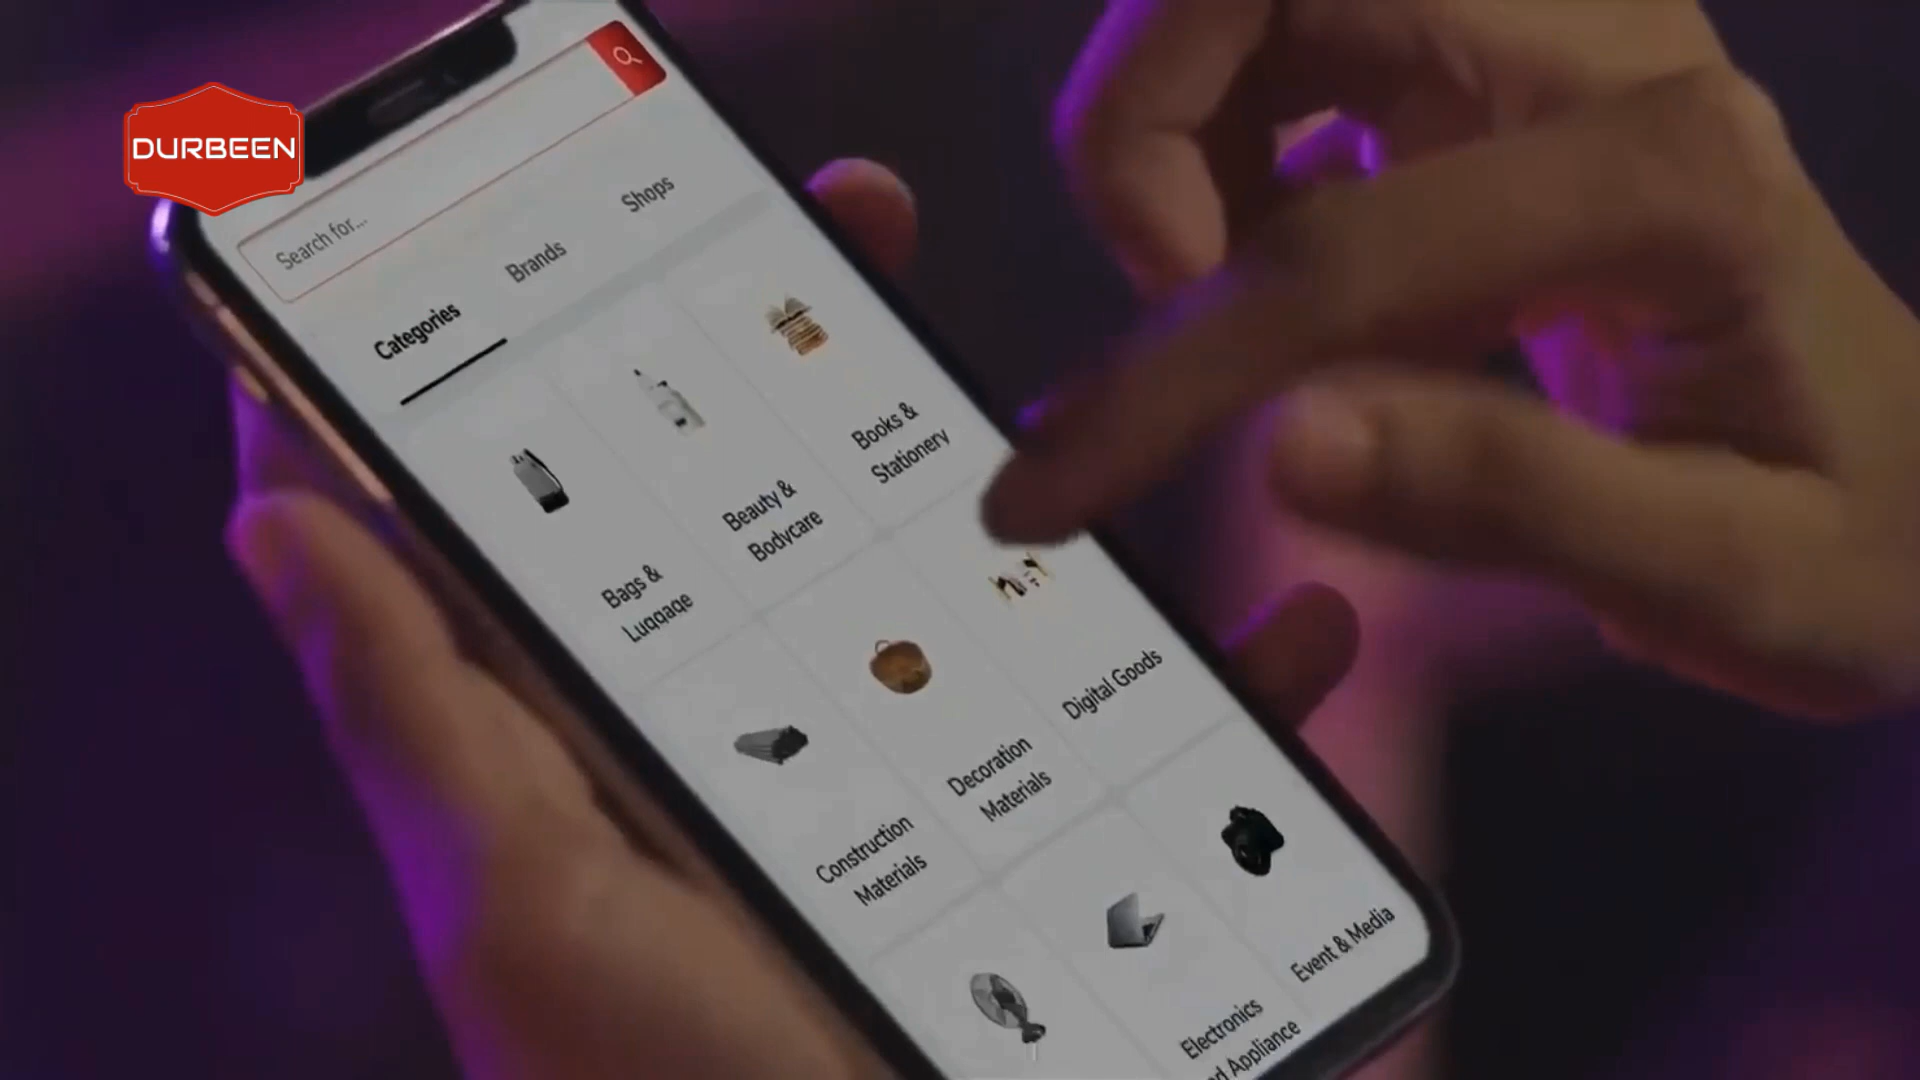 DURBEEN
Search for...
Categories
Brands
Shops
Bags &
Luggage
Beauty &
Bodycare
Books &
Stationery
Construction
Materials
Decoration
Materials
Digital Goods
Electronics
Appliance
Event & Media